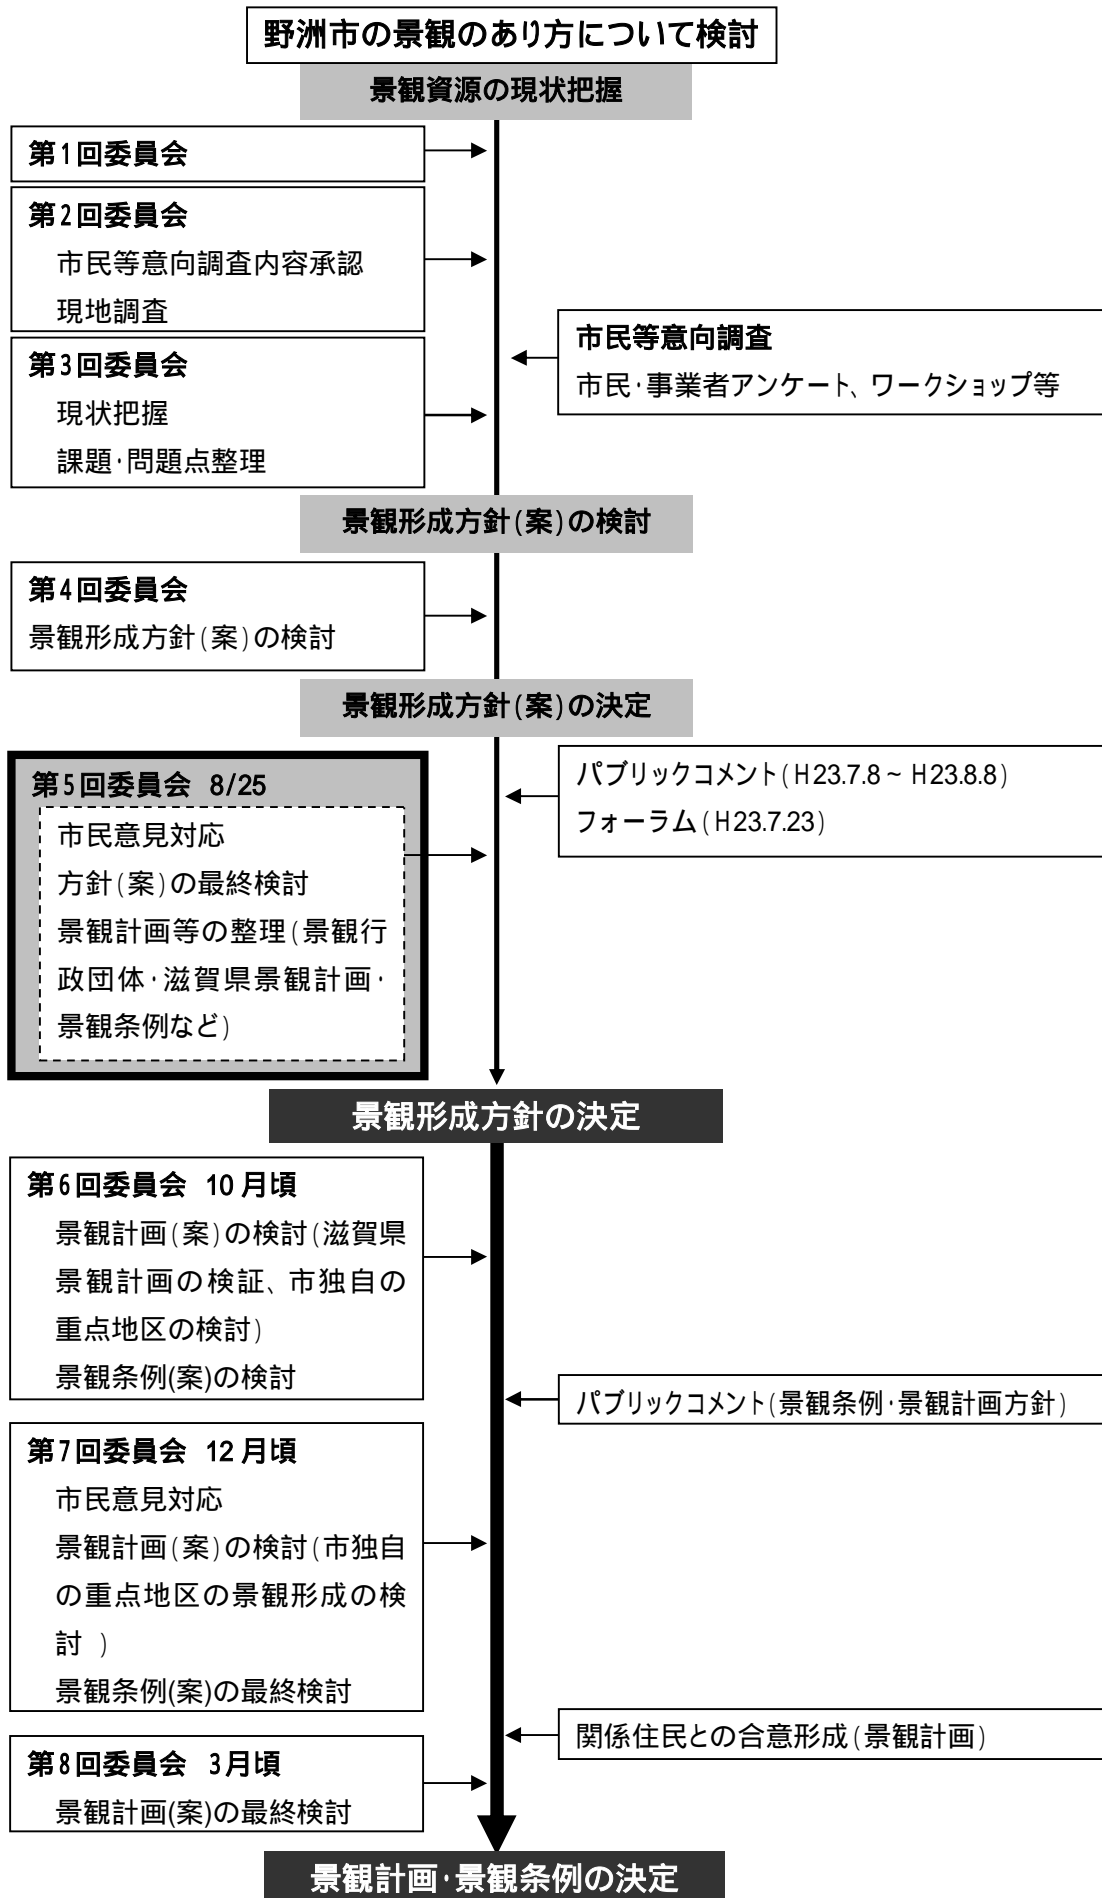 野洲市の景観のあり方について検討
景観資源の現状把握
第1回委員会
第2回委員会
市民等意向調査内容承認
現地調査
市民等意向調査
市民・事業者アンケート、ワークショップ等
第3回委員会
現状把握
課題・問題点整理
景観形成方針(案)の検討
第4回委員会
景観形成方針(案)の検討
景観形成方針(案)の決定
パブリックコメント(H23.7.8~H23.8.8)
フォーラム(H23.7.23)
第5回委員会 8/25
市民意見対応
方針(案)の最終検討
景観計画等の整理(景観行
政団体・滋賀県景観計画・
景観条例など)
景観形成方針の決定
第6回委員会 10月頃
景観計画(案)の検討(滋賀県
景観計画の検証、市独自の
重点地区の検討)
景観条例(案)の検討
パブリックコメント(景観条例・景観計画方針)
第7回委員会 12月頃
市民意見対応
景観計画(案)の検討(市独自
の重点地区の景観形成の検
討 )
景観条例(案)の最終検討
関係住民との合意形成(景観計画)
第8回委員会 3月頃
景観計画(案)の最終検討
景観計画・景観条例の決定